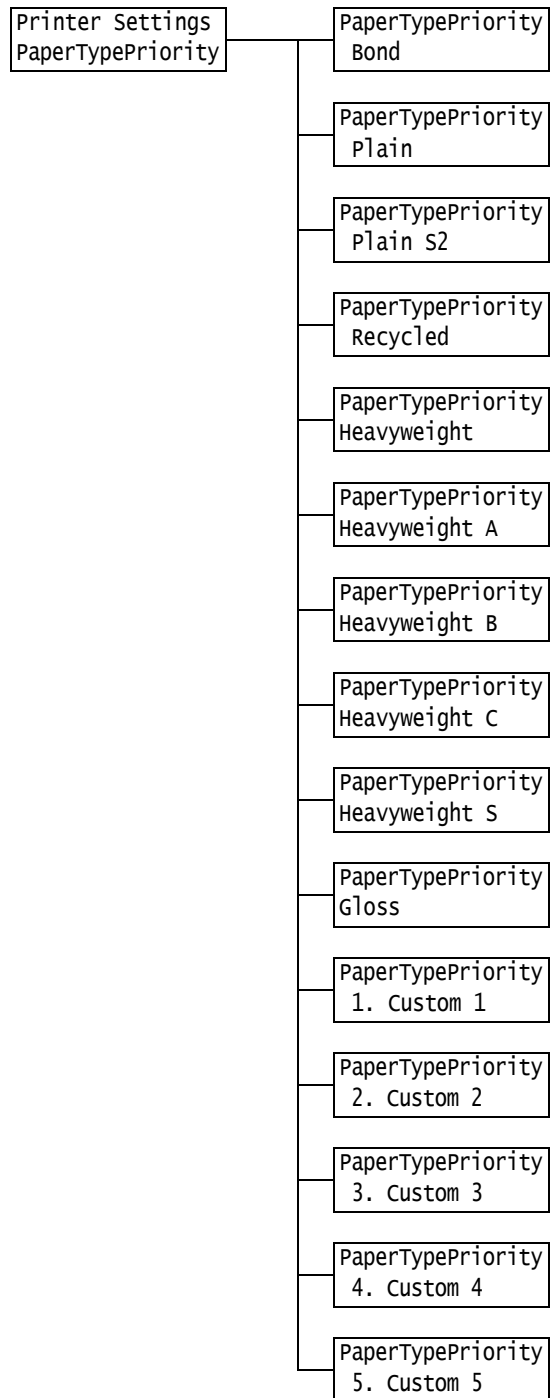 Printer Settings
PaperTypePriority
PaperTypePriority
Bond
PaperTypePriority
Plain
PaperTypePriority
Plain S2
PaperTypePriority
Recycled
PaperTypePriority
Heavyweight
PaperTypePriority
Heavyweight A
PaperTypePriority
Heavyweight B
PaperTypePriority
Heavyweight C
PaperTypePriority
Heavyweight S
PaperTypePriority
Gloss
PaperTypePriority
1. Custom 1
PaperTypePriority
2. Custom 2
PaperTypePriority
3. Custom 3
PaperTypePriority
4. Custom 4
PaperTypePriority
5. Custom 5